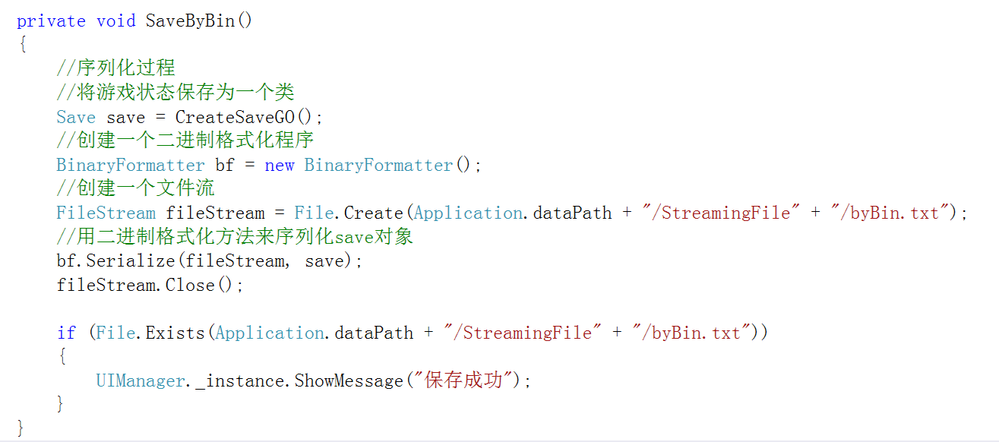 private void SaveByBin()
{
    //序列化过程
    //将游戏状态保存为一个类
    Save save = CreateSaveGO();
    //创建一个二进制格式化程序
    BinaryFormatter bf = new BinaryFormatter();
    //创建一个文件流
    FileStream fileStream = File.Create(Application.dataPath + "/StreamingFile" + "/byBin.txt");
    //用二进制格式化方法来序列化save对象
    bf.Serialize(fileStream, save);
    fileStream.Close();

    if (File.Exists(Application.dataPath + "/StreamingFile" + "/byBin.txt"))
    {
        UIManager._instance.ShowMessage("保存成功");
    }
}